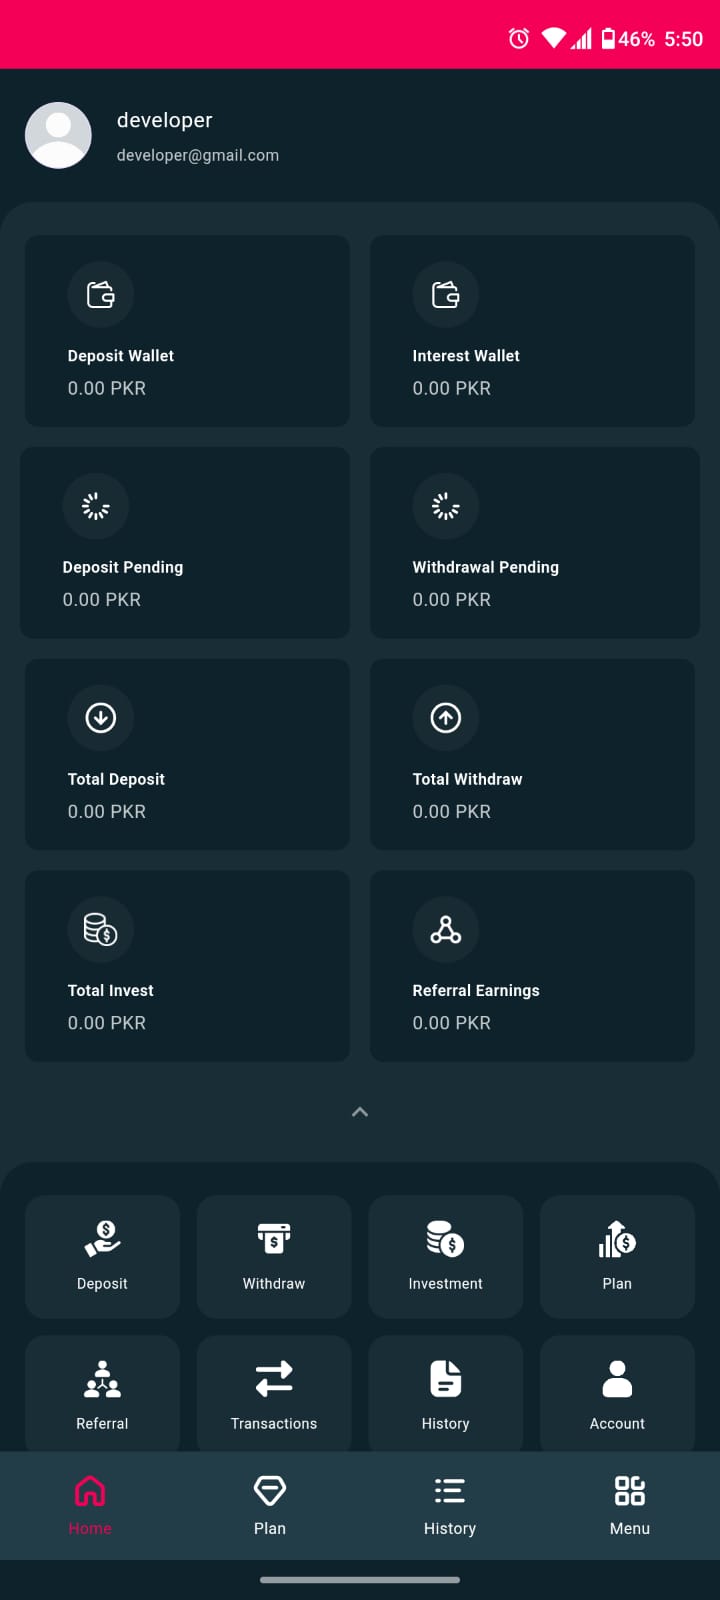 46% 5:50
developer
developer@gmail.com
Deposit Wallet
0.00 PKR
Interest Wallet
0.00 PKR
Deposit Pending
0.00 PKR
Withdrawal Pending
0.00 PKR
Total Deposit
0.00 PKR
Total Withdraw
0.00 PKR
Total Invest
0.00 PKR
Referral Earnings
0.00 PKR
Deposit
Withdraw
Investment
Plan
Referral
Transactions
History
Account
Home
Plan
History
Menu